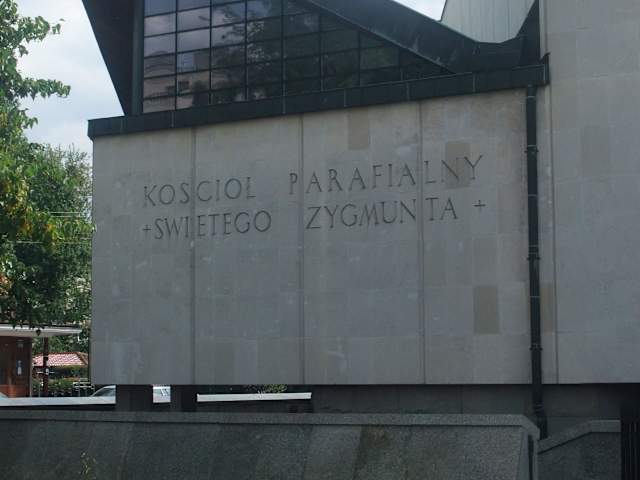 KOSCIOL PARAFIALNY
+SWIETEGO ZYGMUNTA+